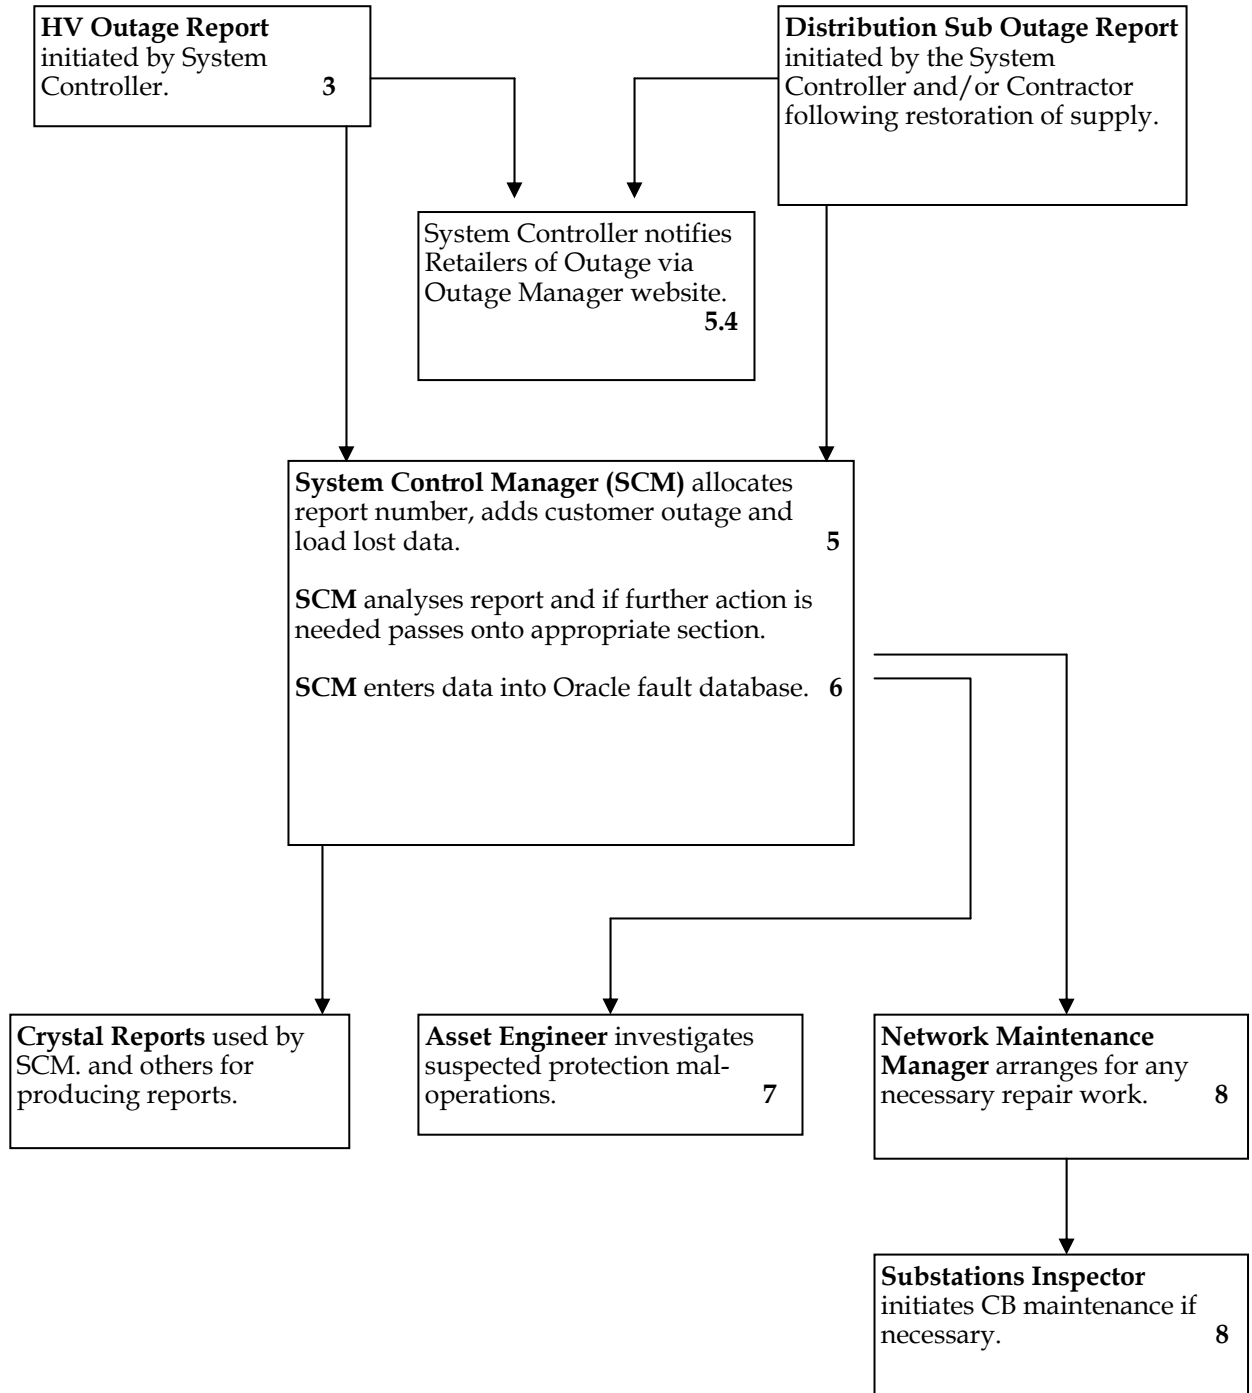 HV Outage Report
initiated by System
Controller. 3
Distribution Sub Outage Report
initiated by the System
Controller and/or Contractor
following restoration of supply.
System Controller notifies
Retailers of Outage via
Outage Manager website.
5.4
System Control Manager (SCM) allocates
report number, adds customer outage and
load lost data. 5
SCM analyses report and if further action is
needed passes onto appropriate section.
SCM enters data into Oracle fault database. 6
Crystal Reports used by
SCM. and others for
producing reports.
Asset Engineer investigates
suspected protection mal-
operations. 7
Network Maintenance
Manager arranges for any
necessary repair work. 8
Substations Inspector
initiates CB maintenance if
necessary. 8